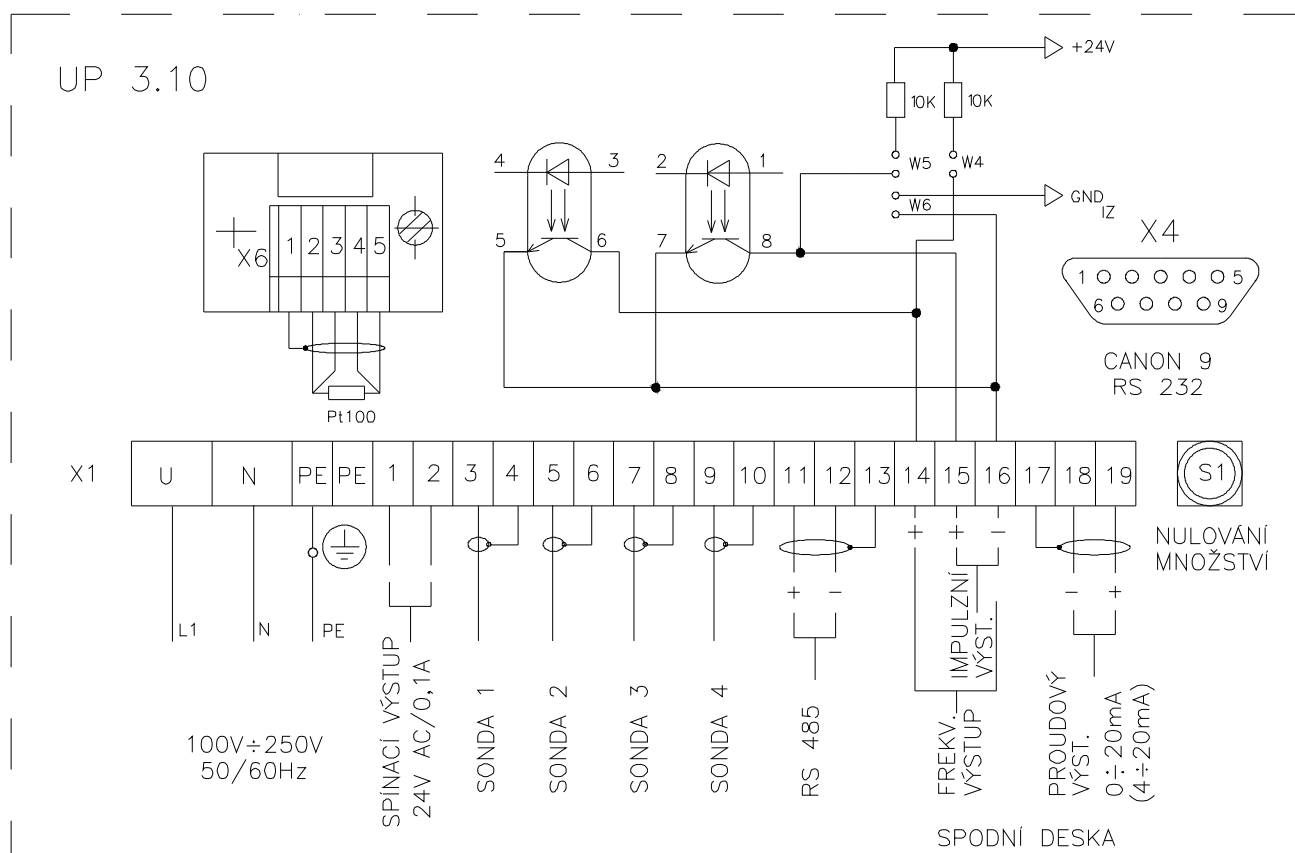 +24V
UP 3.10
10K 10K
4 3 2 1
W5 W4
W6
GND IZ
X4
X6 1 2 3 4 5
5 6 7 8
1 5
6 9
CANON 9
RS 232
Pt100
X1 U N PE PE 1 2 3 4 5 6 7 8 9 10 11 12 13 14 15 16 17 18 19 S1
+ + −
NULOVÁNÍ
MNOŽSTVÍ
+ − − +
L1 N PE
IMPULZNÍ
VÝST.
SPÍNACÍ VÝSTUP
24V AC/0,1A
SONDA 1
SONDA 2
SONDA 3
SONDA 4
RS 485
FREKV.
VÝSTUP
PROUDOVÝ
VÝST.
0÷20mA
(4÷20mA)
100V÷250V
50/60Hz
SPODNÍ DESKA